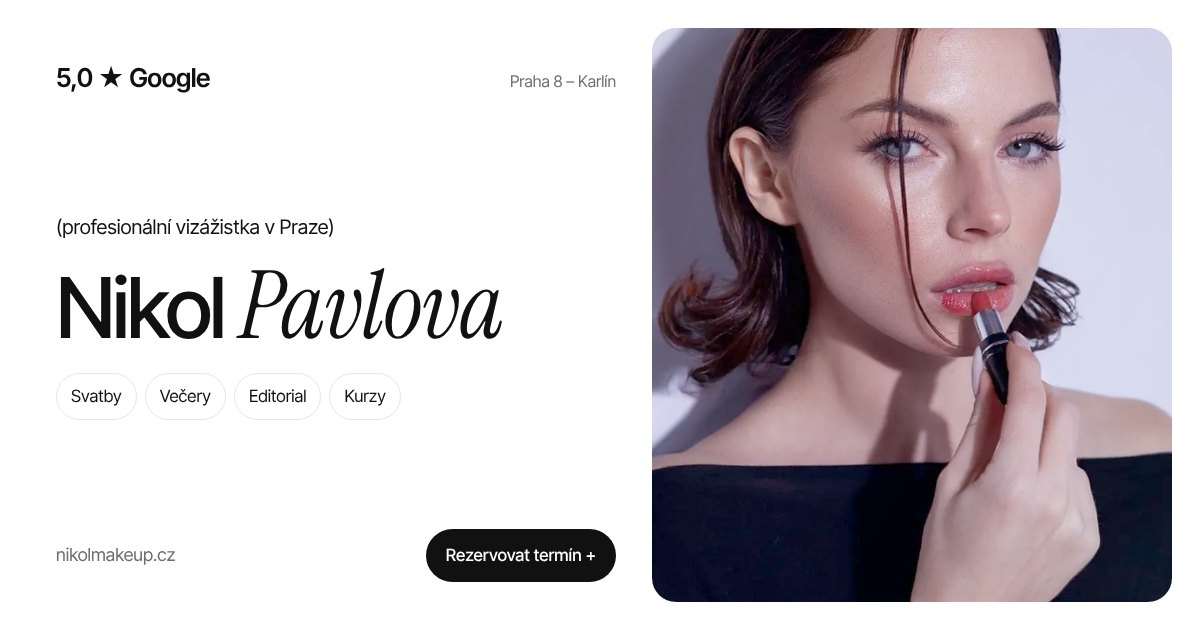 5,0 ★ Google
Praha 8 – Karlín
(profesionální vizážistka v Praze)
Nikol Pavlova
Svatby
Večery
Editorial
Kurzy
nikolmakeup.cz
Rezervovat termín +